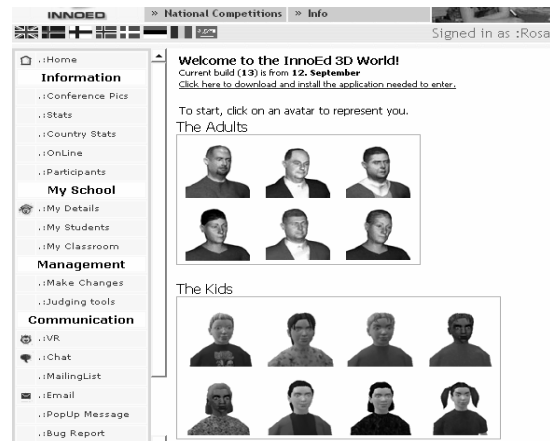 INNOED
» National Competitions » Info
Signed in as :Rosa
.:Home
Information
.:Conference Pics
.:Stats
.:Country Stats
.:OnLine
.:Participants
My School
.:My Details
.:My Students
.:My Classroom
Management
.:Make Changes
.:Judging tools
Communication
.:VR
.:Chat
.:MailingList
.:Email
.:PopUp Message
.:Bug Report
Welcome to the InnoEd 3D World!
Current build (13) is from 12. September
Click here to download and install the application needed to enter.
To start, click on an avatar to represent you.
The Adults
The Kids